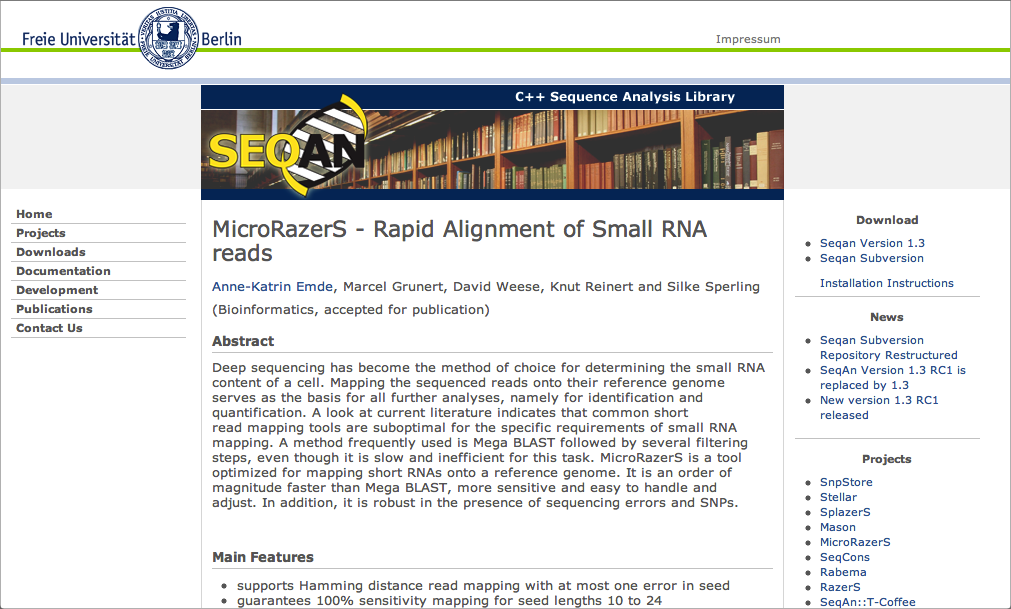 Freie Universität Berlin
Impressum
C++ Sequence Analysis Library
SEQAN
Home
Projects
Downloads
Documentation
Development
Publications
Contact Us
MicroRazerS - Rapid Alignment of Small RNA
reads
Anne-Katrin Emde, Marcel Grunert, David Weese, Knut Reinert and Silke Sperling
(Bioinformatics, accepted for publication)
Abstract
Deep sequencing has become the method of choice for determining the small RNA
content of a cell. Mapping the sequenced reads onto their reference genome
serves as the basis for all further analyses, namely for identification and
quantification. A look at current literature indicates that common short
read mapping tools are suboptimal for the specific requirements of small RNA
mapping. A method frequently used is Mega BLAST followed by several filtering
steps, even though it is slow and inefficient for this task. MicroRazerS is a tool
optimized for mapping short RNAs onto a reference genome. It is an order of
magnitude faster than Mega BLAST, more sensitive and easy to handle and
adjust. In addition, it is robust in the presence of sequencing errors and SNPs.
Main Features
• supports Hamming distance read mapping with at most one error in seed
• guarantees 100% sensitivity mapping for seed lengths 10 to 24
Download
• Seqan Version 1.3
• Seqan Subversion
Installation Instructions
News
• Seqan Subversion
Repository Restructured
• SeqAn Version 1.3 RC1 is
replaced by 1.3
• New version 1.3 RC1
released
Projects
• SnpStore
• Stellar
• SplazerS
• Mason
• MicroRazerS
• SeqCons
• Rabema
• RazerS
• SeqAn::T-Coffee